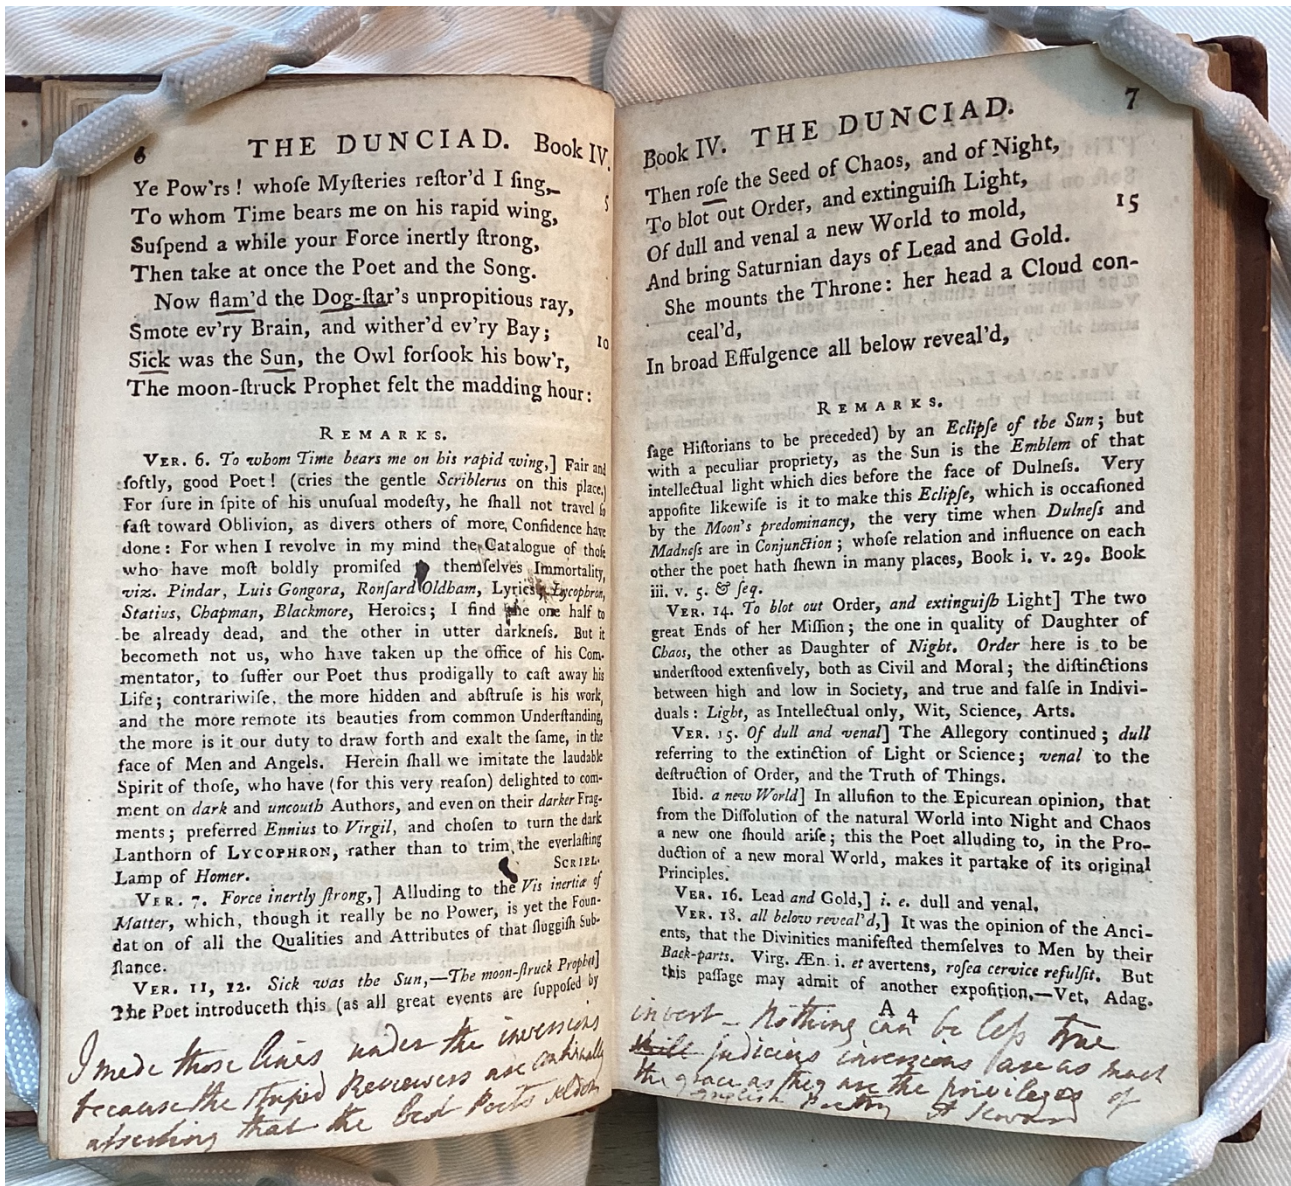 6 THE DUNCIAD. Book IV.
Ye Pow'rs ! whoſe Myſteries reſtor'd I ſing,
To whom Time bears me on his rapid wing, 5
Suſpend a while your Force inertly ſtrong,
Then take at once the Poet and the Song.
Now flam'd the Dog-ſtar's unpropitious ray,
Smote ev'ry Brain, and wither'd ev'ry Bay; 10
Sick was the Sun, the Owl forſook his bow'r,
The moon-ſtruck Prophet felt the madding hour:
REMARKS.
VER. 6. To whom Time bears me on his rapid wing,] Fair and
ſoftly, good Poet! (cries the gentle Scriblerus on this place.)
For ſure in ſpite of his unuſual modeſty, he ſhall not travel ſo
faſt toward Oblivion, as divers others of more Confidence have
done: For when I revolve in my mind the Catalogue of thoſe
who have moſt boldly promiſed themſelves Immortality,
viz. Pindar, Luis Gongora, Ronſard Oldham, Lyrics; Lycophron,
Statius, Chapman, Blackmore, Heroics; I find the one half to
be already dead, and the other in utter darkneſs. But it
becometh not us, who have taken up the office of his Com-
mentator, to ſuffer our Poet thus prodigally to caſt away his
Life; contrariwiſe, the more hidden and abſtruſe is his work,
and the more remote its beauties from common Underſtanding,
the more is it our duty to draw forth and exalt the ſame, in the
face of Men and Angels. Herein ſhall we imitate the laudable
Spirit of thoſe, who have (for this very reaſon) delighted to com-
ment on dark and uncouth Authors, and even on their darker Frag-
ments; preferred Ennius to Virgil, and choſen to turn the dark
Lanthorn of LYCOPHRON, rather than to trim the everlaſting
Lamp of Homer. SCRIBL.
VER. 7. Force inertly ſtrong,] Alluding to the Vis inertiæ of
Matter, which, though it really be no Power, is yet the Foun-
dat on of all the Qualities and Attributes of that ſluggiſh Sub-
ſtance.
VER. 11, 12. Sick was the Sun,—The moon-ſtruck Prophet]
The Poet introduceth this (as all great events are ſuppoſed by
I made those lines under the inversions
because the stupid Reviewers are continually
asserting that the best Poets seldom
Book IV. THE DUNCIAD. 7
Then roſe the Seed of Chaos, and of Night,
To blot out Order, and extinguiſh Light,
Of dull and venal a new World to mold, 15
And bring Saturnian days of Lead and Gold.
She mounts the Throne: her head a Cloud con-
ceal'd,
In broad Effulgence all below reveal'd,
REMARKS.
ſage Hiſtorians to be preceded) by an Eclipſe of the Sun; but
with a peculiar propriety, as the Sun is the Emblem of that
intellectual light which dies before the face of Dulneſs. Very
appoſite likewiſe is it to make this Eclipſe, which is occaſioned
by the Moon's predominancy, the very time when Dulneſs and
Madneſs are in Conjunction; whoſe relation and influence on each
other the poet hath ſhewn in many places, Book i. v. 29. Book
iii. v. 5. & ſeq.
VER. 14. To blot out Order, and extinguiſh Light] The two
great Ends of her Miſſion; the one in quality of Daughter of
Chaos, the other as Daughter of Night. Order here is to be
underſtood extenſively, both as Civil and Moral; the diſtinctions
between high and low in Society, and true and falſe in Indivi-
duals: Light, as Intellectual only, Wit, Science, Arts.
VER. 15. Of dull and venal] The Allegory continued; dull
referring to the extinction of Light or Science; venal to the
deſtruction of Order, and the Truth of Things.
Ibid. a new World] In alluſion to the Epicurean opinion, that
from the Diſſolution of the natural World into Night and Chaos
a new one ſhould ariſe; this the Poet alluding to, in the Pro-
duction of a new moral World, makes it partake of its original
Principles.
VER. 16. Lead and Gold,] i. e. dull and venal.
VER. 18. all below reveal'd,] It was the opinion of the Anci-
ents, that the Divinities manifeſted themſelves to Men by their
Back-parts. Virg. Æn. i. et avertens, roſea cervice refulſit. But
this paſſage may admit of another expoſition.—Vet. Adag.
A 4
invert. Nothing can be less true
judicious inversions are as much
the grace as they are the privileges of
english Poetry A Seward